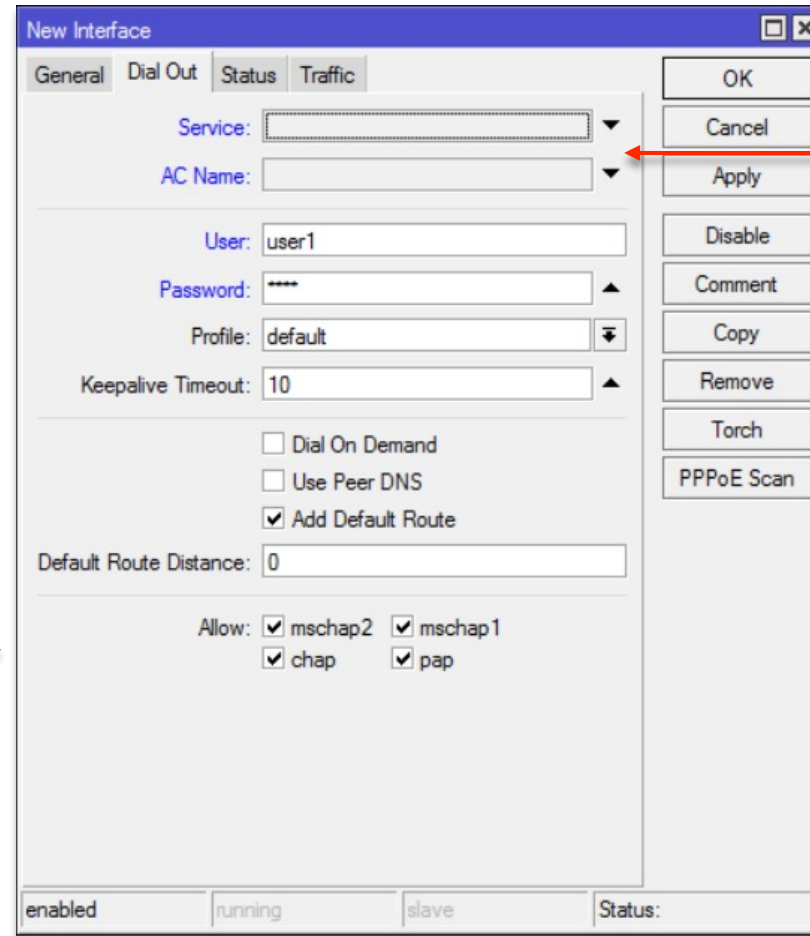 New Interface
General Dial Out Status Traffic
Service:
AC Name:
User: user1
Password: ****
Profile: default
Keepalive Timeout: 10
Dial On Demand
Use Peer DNS
Add Default Route
Default Route Distance: 0
Allow: mschap2 mschap1
chap pap
OK
Cancel
Apply
Disable
Comment
Copy
Remove
Torch
PPPoE Scan
enabled running slave Status: